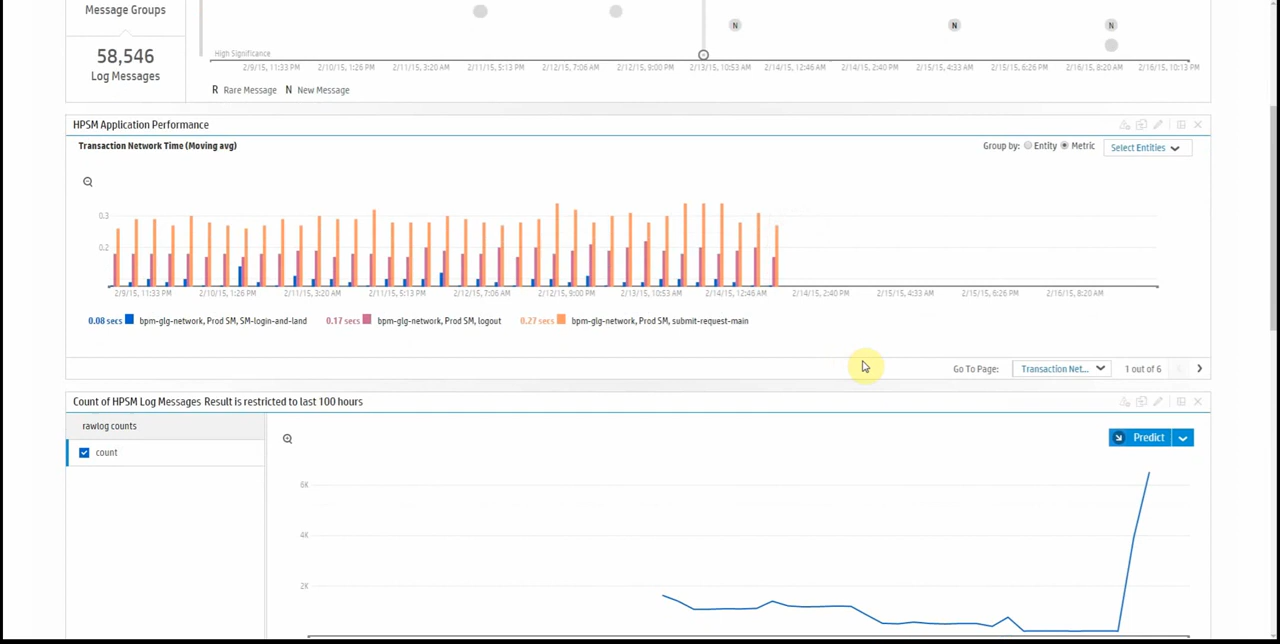 Message Groups
58,546
Log Messages
N N N
High Significance
2/9/15, 11:33 PM 2/10/15, 1:26 PM 2/11/15, 3:20 AM 2/11/15, 5:13 PM 2/12/15, 7:06 AM 2/12/15, 9:00 PM 2/13/15, 10:53 AM 2/14/15, 12:46 AM 2/14/15, 2:40 PM 2/15/15, 4:33 AM 2/15/15, 6:26 PM 2/16/15, 8:20 AM 2/16/15, 10:13 PM
R Rare Message N New Message
HPSM Application Performance
Transaction Network Time (Moving avg)
Group by: Entity Metric Select Entities
0.3
0.2
2/9/15, 11:33 PM 2/10/15, 1:26 PM 2/11/15, 3:20 AM 2/11/15, 5:13 PM 2/12/15, 7:06 AM 2/12/15, 9:00 PM 2/13/15, 10:53 AM 2/14/15, 12:46 AM 2/14/15, 2:40 PM 2/15/15, 4:33 AM 2/15/15, 6:26 PM 2/16/15, 8:20 AM
0.08 secs bpm-glg-network, Prod SM, SM-login-and-land 0.17 secs bpm-glg-network, Prod SM, logout 0.27 secs bpm-glg-network, Prod SM, submit-request-main
Go To Page: Transaction Net... 1 out of 6
Count of HPSM Log Messages Result is restricted to last 100 hours
rawlog counts
count
Predict
6K
4K
2K